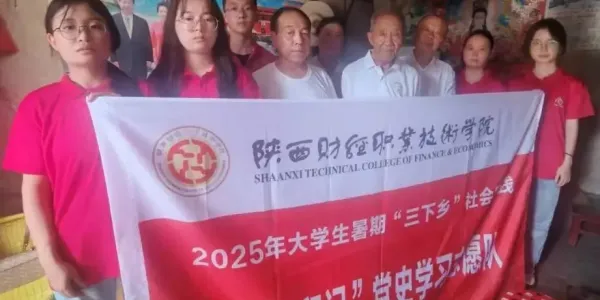 陕西财经职业技术学院
SHAANXI TECHNICAL COLLEGE OF FINANCE & ECONOMICS
2025年大学生暑期“三下乡”社会 践
”党史学习 愿队